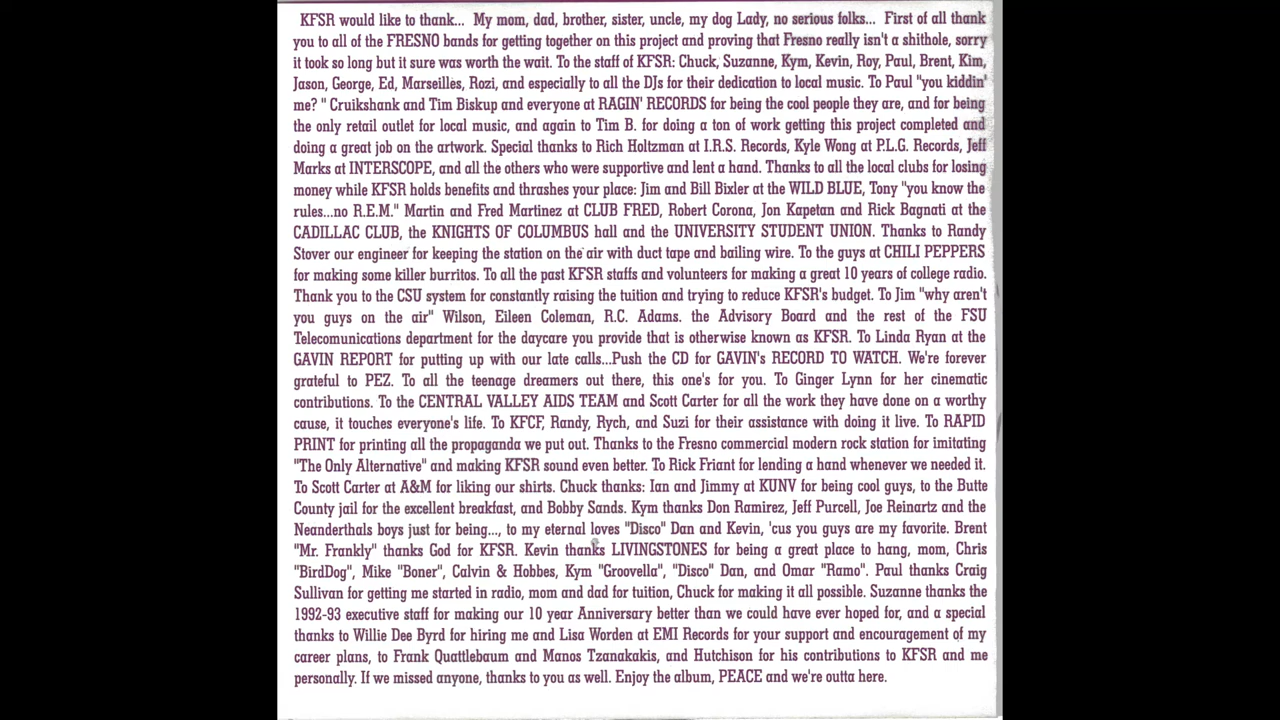 KFSR would like to thank... My mom, dad, brother, sister, uncle, my dog Lady, no serious folks... First of all thank
you to all of the FRESNO bands for getting together on this project and proving that Fresno really isn't a shithole, sorry
it took so long but it sure was worth the wait. To the staff of KFSR: Chuck, Suzanne, Kym, Kevin, Roy, Paul, Brent, Kim,
Jason, George, Ed, Marseilles, Rozi, and especially to all the DJs for their dedication to local music. To Paul "you kiddin'
me? " Cruikshank and Tim Biskup and everyone at RAGIN' RECORDS for being the cool people they are, and for being
the only retail outlet for local music, and again to Tim B. for doing a ton of work getting this project completed and
doing a great job on the artwork. Special thanks to Rich Holtzman at I.R.S. Records, Kyle Wong at P.L.G. Records, Jeff
Marks at INTERSCOPE, and all the others who were supportive and lent a hand. Thanks to all the local clubs for losing
money while KFSR holds benefits and thrashes your place: Jim and Bill Bixler at the WILD BLUE, Tony "you know the
rules...no R.E.M." Martin and Fred Martinez at CLUB FRED, Robert Corona, Jon Kapetan and Rick Bagnati at the
CADILLAC CLUB, the KNIGHTS OF COLUMBUS hall and the UNIVERSITY STUDENT UNION. Thanks to Randy
Stover our engineer for keeping the station on the air with duct tape and bailing wire. To the guys at CHILI PEPPERS
for making some killer burritos. To all the past KFSR staffs and volunteers for making a great 10 years of college radio.
Thank you to the CSU system for constantly raising the tuition and trying to reduce KFSR's budget. To Jim "why aren't
you guys on the air" Wilson, Eileen Coleman, R.C. Adams. the Advisory Board and the rest of the FSU
Telecomunications department for the daycare you provide that is otherwise known as KFSR. To Linda Ryan at the
GAVIN REPORT for putting up with our late calls...Push the CD for GAVIN's RECORD TO WATCH. We're forever
grateful to PEZ. To all the teenage dreamers out there, this one's for you. To Ginger Lynn for her cinematic
contributions. To the CENTRAL VALLEY AIDS TEAM and Scott Carter for all the work they have done on a worthy
cause, it touches everyone's life. To KFCF, Randy, Rych, and Suzi for their assistance with doing it live. To RAPID
PRINT for printing all the propaganda we put out. Thanks to the Fresno commercial modern rock station for imitating
"The Only Alternative" and making KFSR sound even better. To Rick Friant for lending a hand whenever we needed it.
To Scott Carter at A&M for liking our shirts. Chuck thanks: Ian and Jimmy at KUNV for being cool guys, to the Butte
County jail for the excellent breakfast, and Bobby Sands. Kym thanks Don Ramirez, Jeff Purcell, Joe Reinartz and the
Neanderthals boys just for being..., to my eternal loves "Disco" Dan and Kevin, 'cus you guys are my favorite. Brent
"Mr. Frankly" thanks God for KFSR. Kevin thanks LIVINGSTONES for being a great place to hang, mom, Chris
"BirdDog", Mike "Boner", Calvin & Hobbes, Kym "Groovella", "Disco" Dan, and Omar "Ramo". Paul thanks Craig
Sullivan for getting me started in radio, mom and dad for tuition, Chuck for making it all possible. Suzanne thanks the
1992-93 executive staff for making our 10 year Anniversary better than we could have ever hoped for, and a special
thanks to Willie Dee Byrd for hiring me and Lisa Worden at EMI Records for your support and encouragement of my
career plans, to Frank Quattlebaum and Manos Tzanakakis, and Hutchison for his contributions to KFSR and me
personally. If we missed anyone, thanks to you as well. Enjoy the album, PEACE and we're outta here.